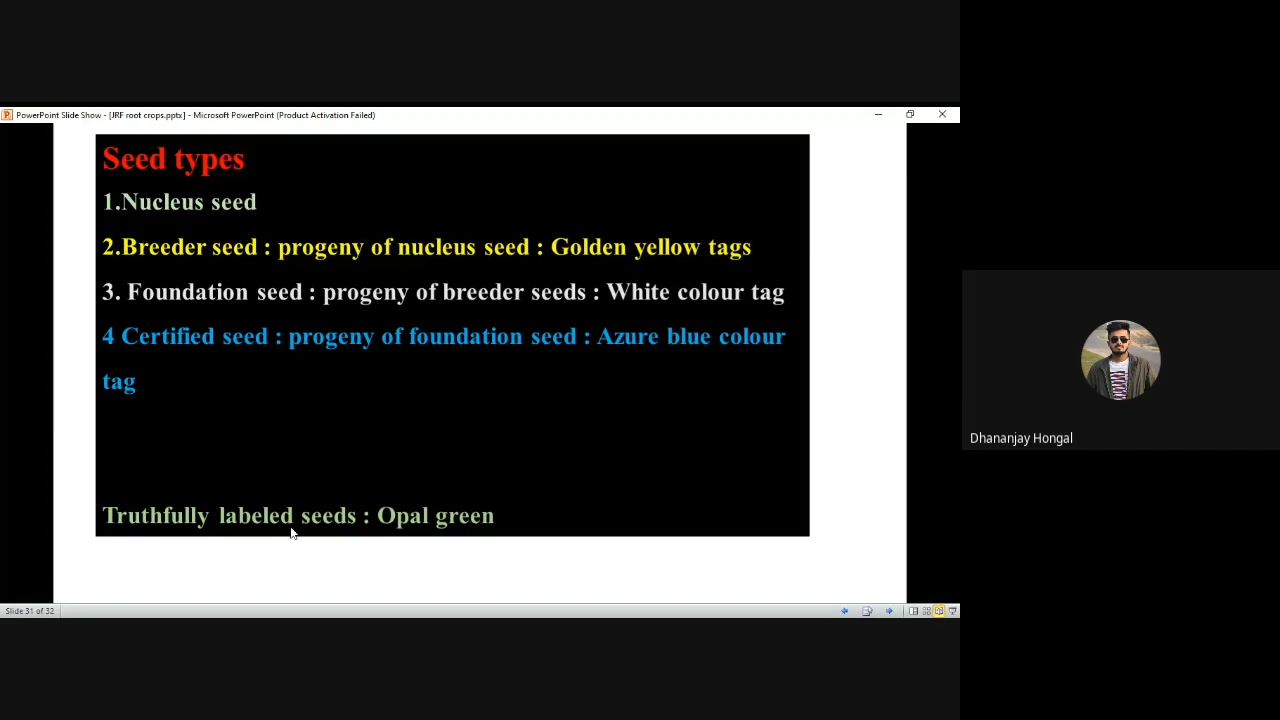 PowerPoint Slide Show - [JRF root crops.pptx] - Microsoft PowerPoint (Product Activation Failed)
Seed types
1.Nucleus seed
2.Breeder seed : progeny of nucleus seed : Golden yellow tags
3. Foundation seed : progeny of breeder seeds : White colour tag
4 Certified seed : progeny of foundation seed : Azure blue colour
tag
Truthfully labeled seeds : Opal green
Dhananjay Hongal
Slide 31 of 32